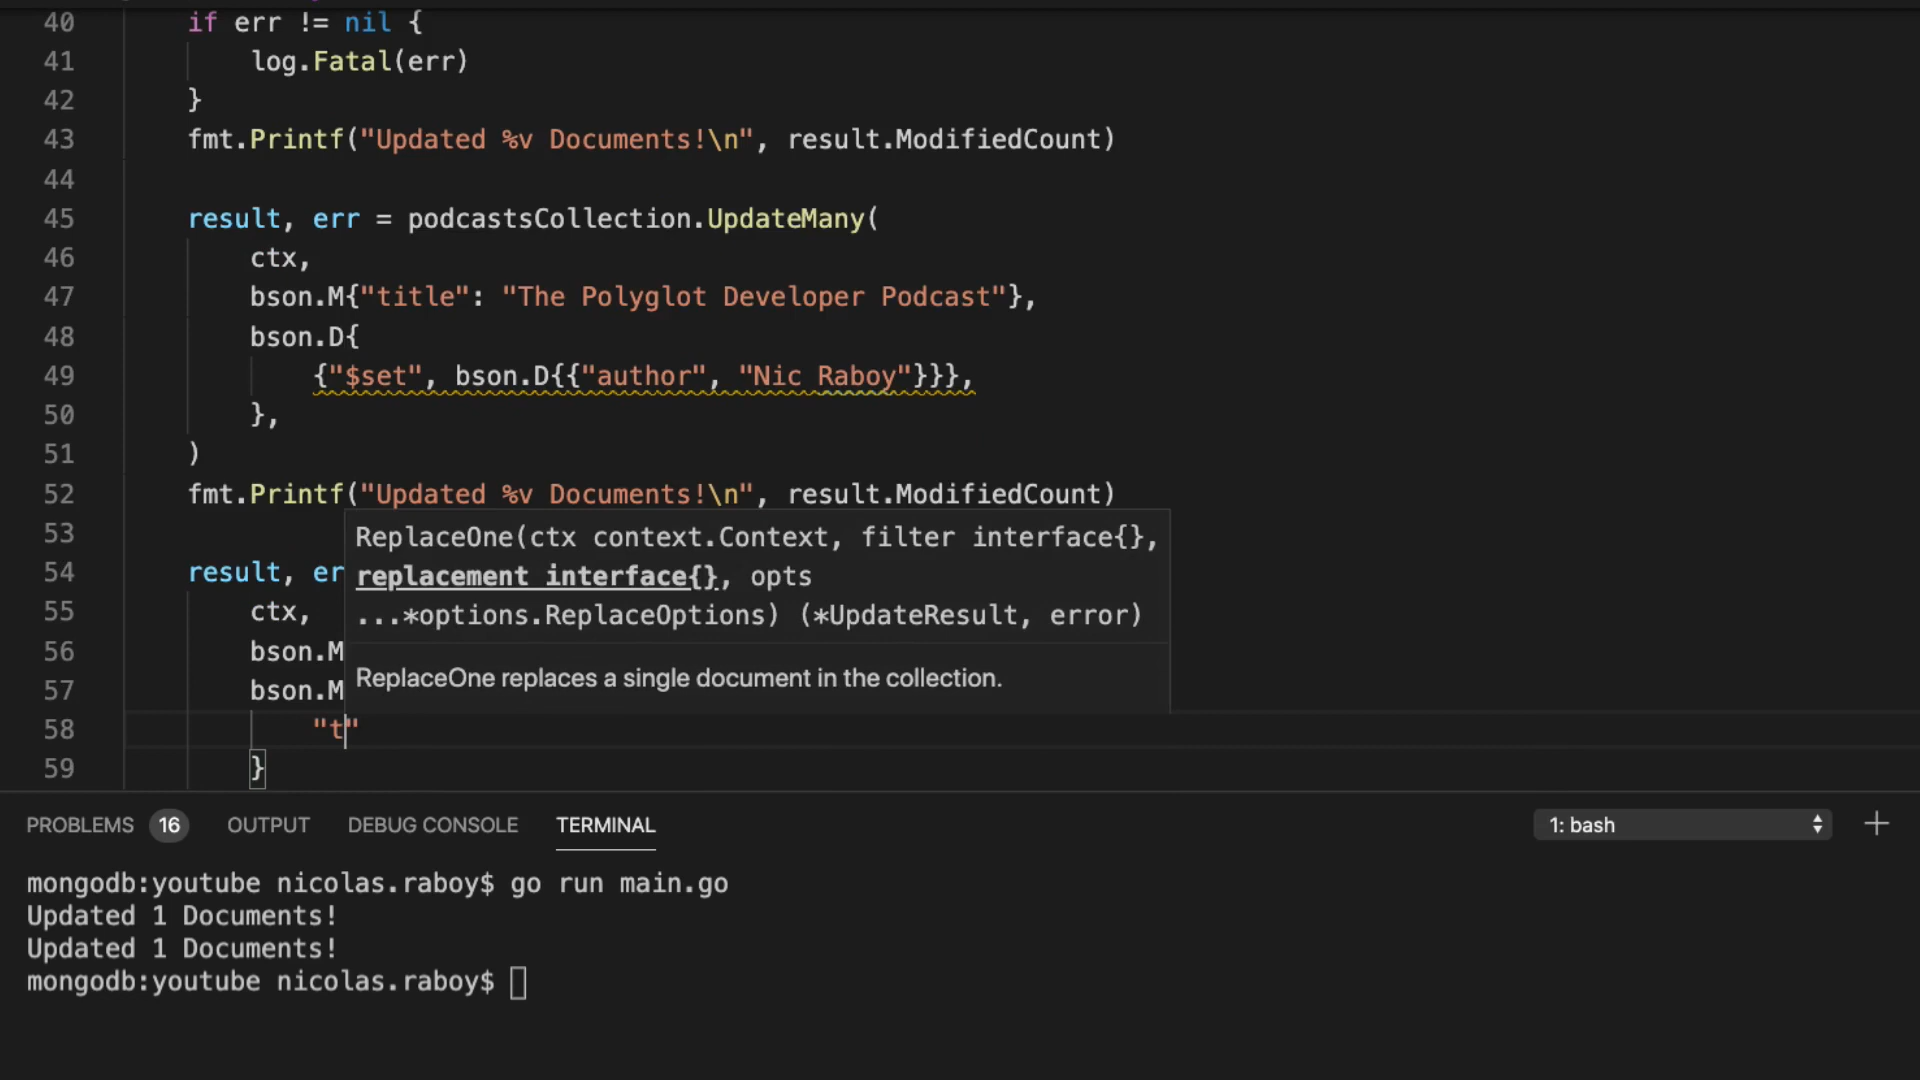 40 if err != nil {
41 log.Fatal(err)
42 }
43 fmt.Printf("Updated %v Documents!\n", result.ModifiedCount)
44
45 result, err = podcastsCollection.UpdateMany(
46 ctx,
47 bson.M{"title": "The Polyglot Developer Podcast"},
48 bson.D{
49 {"$set", bson.D{{"author", "Nic Raboy"}}},
50 },
51 )
52 fmt.Printf("Updated %v Documents!\n", result.ModifiedCount)
53
ReplaceOne(ctx context.Context, filter interface{},
54 result, er
replacement interface{}, opts
55 ctx,
...*options.ReplaceOptions) (*UpdateResult, error)
56 bson.M
57 bson.M
ReplaceOne replaces a single document in the collection.
58 "t"
59 }
PROBLEMS 16 OUTPUT DEBUG CONSOLE TERMINAL 1: bash
mongodb:youtube nicolas.raboy$ go run main.go
Updated 1 Documents!
Updated 1 Documents!
mongodb:youtube nicolas.raboy$